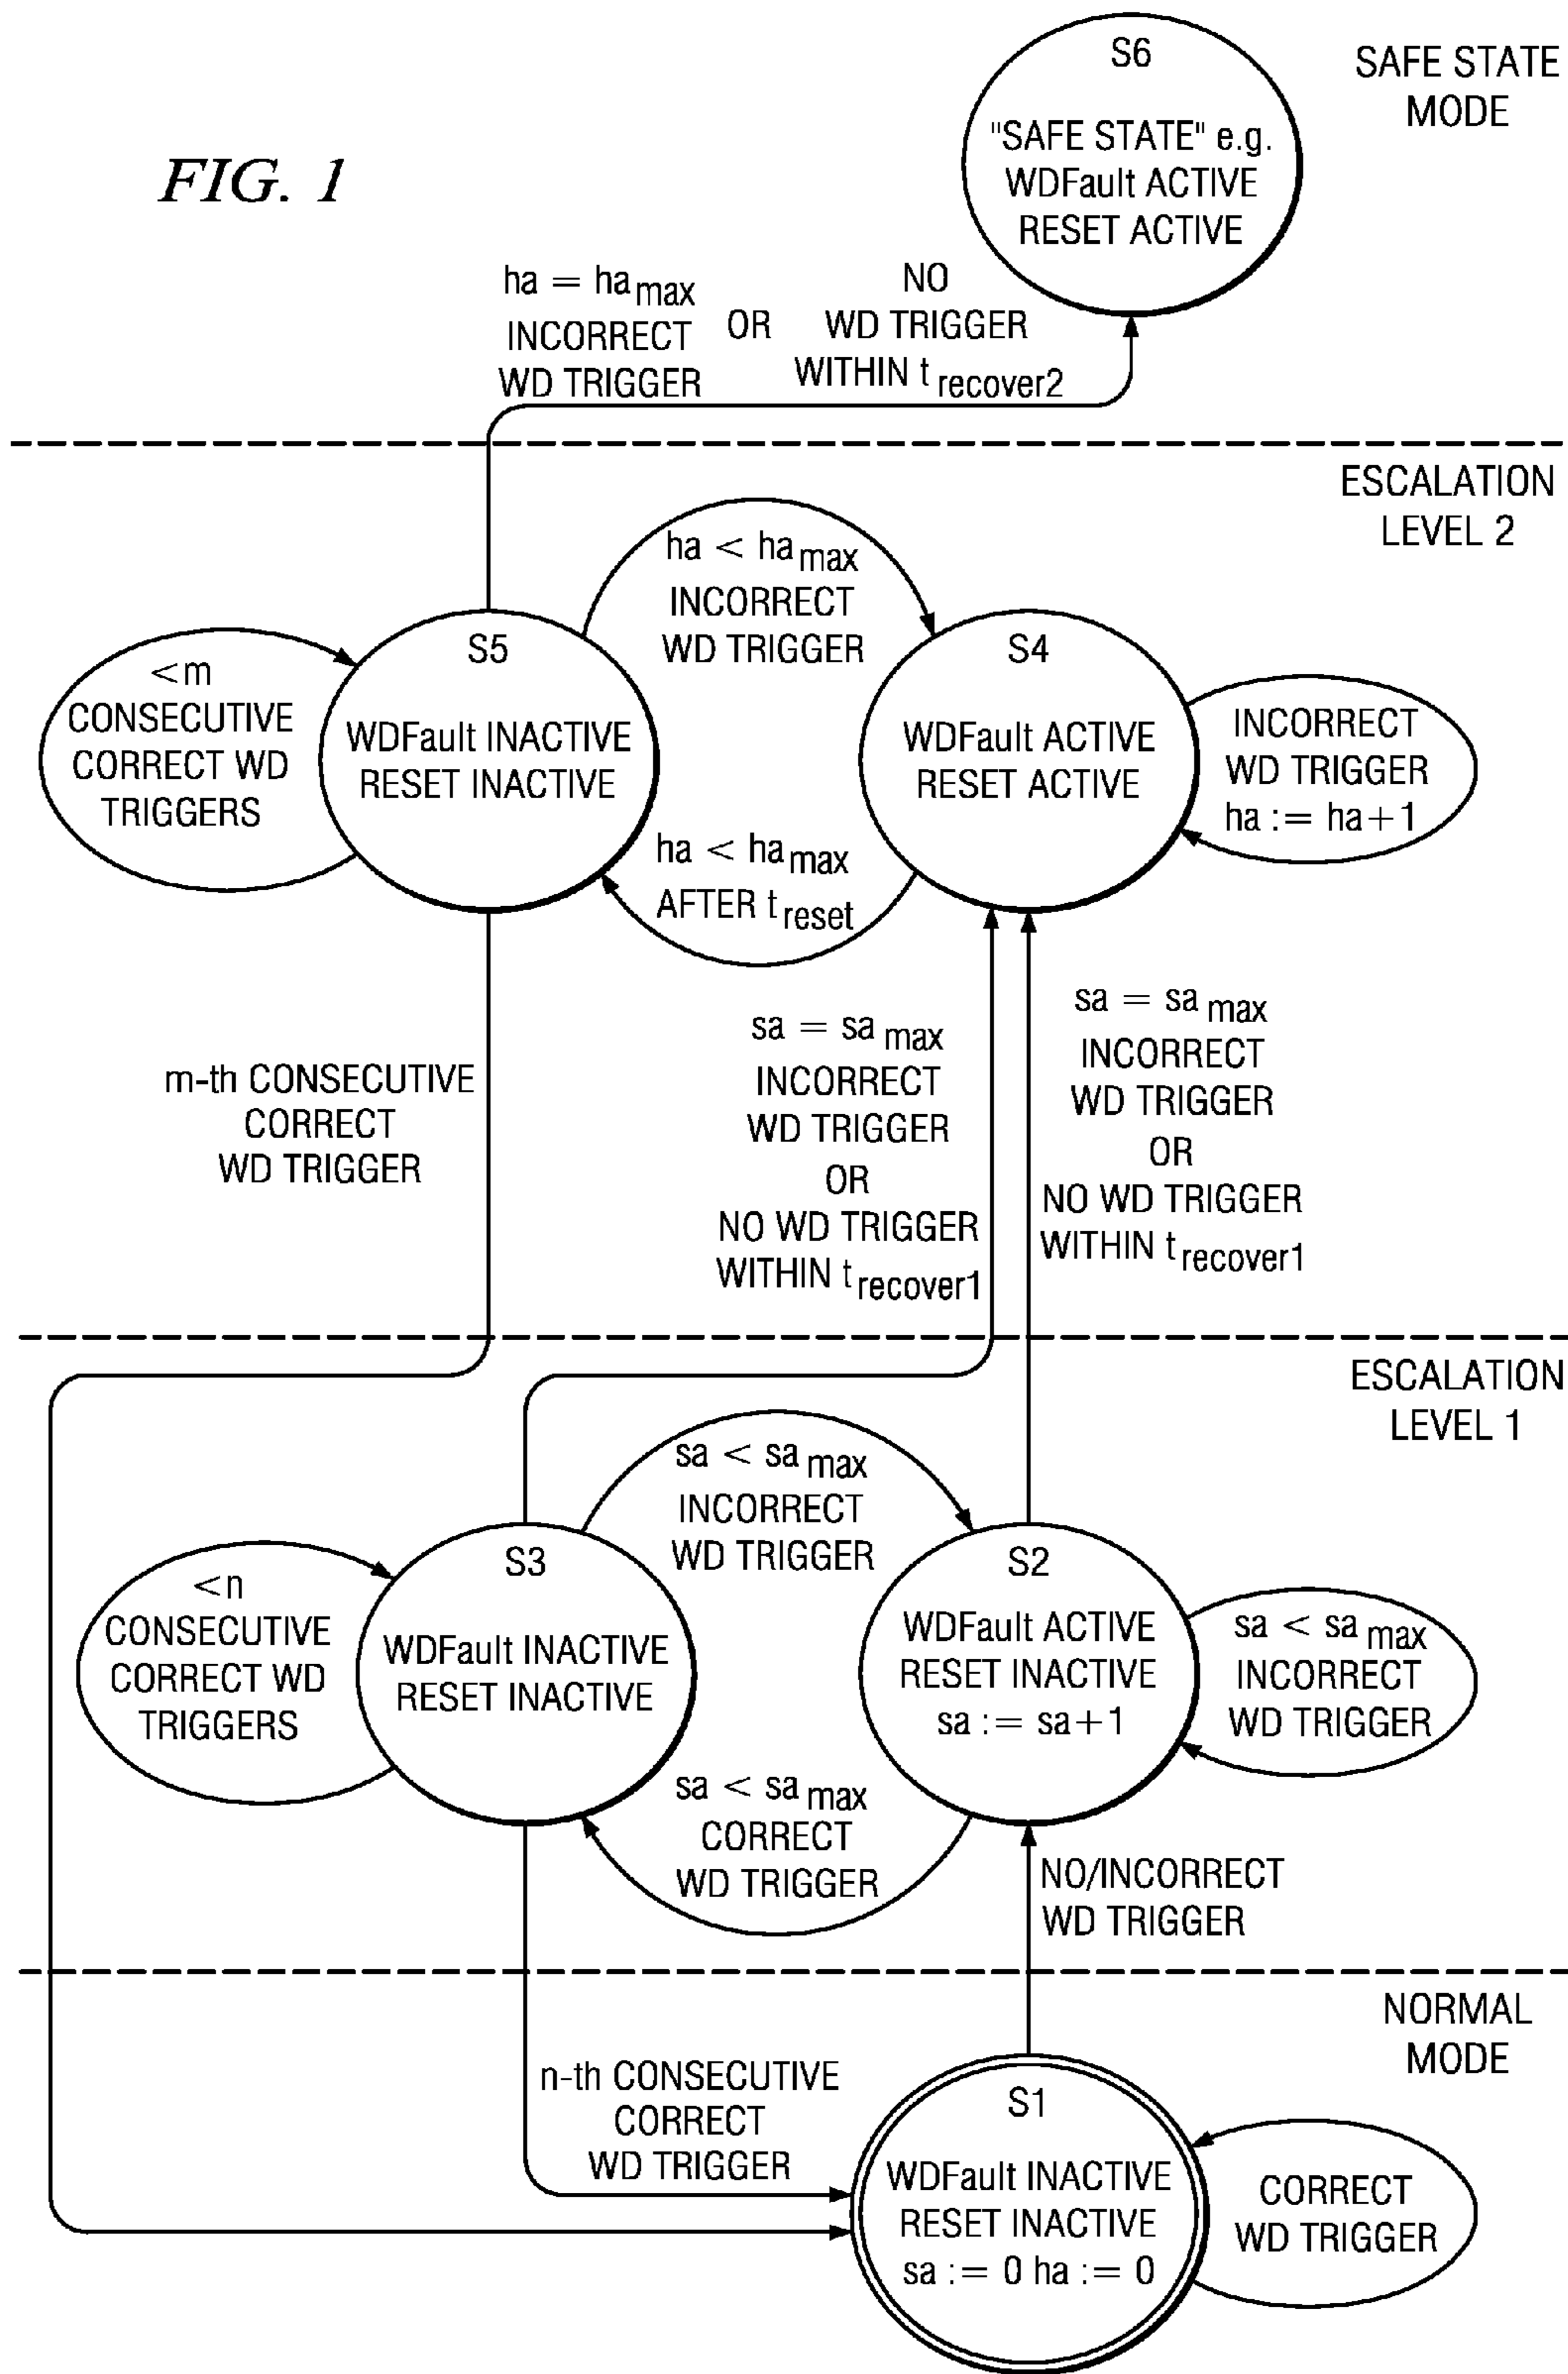 FIG. 1
SAFE STATE
MODE
S6
"SAFE STATE" e.g.
WDFault ACTIVE
RESET ACTIVE
ha = ha max
INCORRECT
WD TRIGGER
OR
NO
WD TRIGGER
WITHIN t recover2
ESCALATION
LEVEL 2
ha < ha max
INCORRECT
WD TRIGGER
S5
WDFault INACTIVE
RESET INACTIVE
<m
CONSECUTIVE
CORRECT WD
TRIGGERS
S4
WDFault ACTIVE
RESET ACTIVE
INCORRECT
WD TRIGGER
ha := ha+1
ha < ha max
AFTER t reset
m-th CONSECUTIVE
CORRECT
WD TRIGGER
sa = sa max
INCORRECT
WD TRIGGER
OR
NO WD TRIGGER
WITHIN t recover1
sa = sa max
INCORRECT
WD TRIGGER
OR
NO WD TRIGGER
WITHIN t recover1
ESCALATION
LEVEL 1
sa < sa max
INCORRECT
WD TRIGGER
S3
WDFault INACTIVE
RESET INACTIVE
<n
CONSECUTIVE
CORRECT WD
TRIGGERS
S2
WDFault ACTIVE
RESET INACTIVE
sa := sa+1
sa < sa max
INCORRECT
WD TRIGGER
sa < sa max
CORRECT
WD TRIGGER
NO/INCORRECT
WD TRIGGER
NORMAL
MODE
n-th CONSECUTIVE
CORRECT
WD TRIGGER
S1
WDFault INACTIVE
RESET INACTIVE
sa := 0 ha := 0
CORRECT
WD TRIGGER